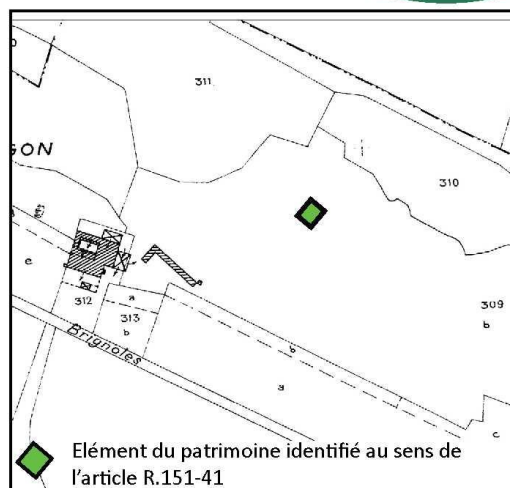 311
GON
310
309
b
e
312
a
313
b
Brignoles
b
a
c
Elément du patrimoine identifié au sens de
l'article R.151-41